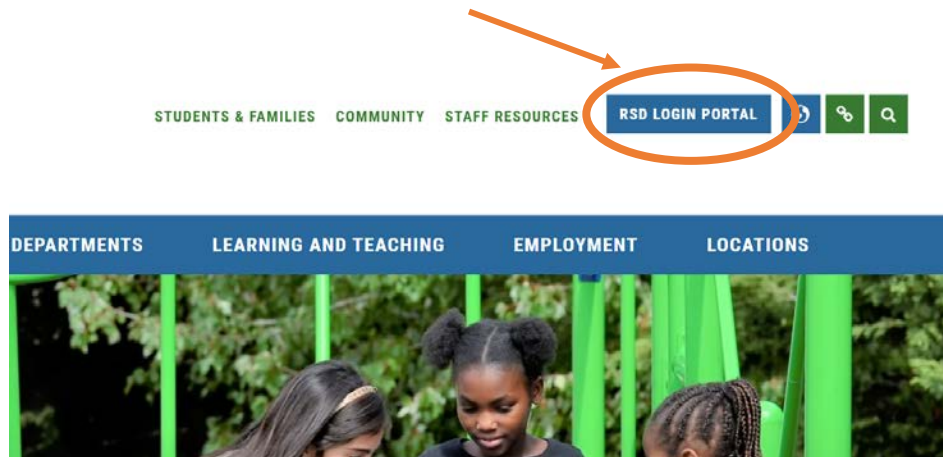 STUDENTS & FAMILIES COMMUNITY STAFF RESOURCES RSD LOGIN PORTAL
DEPARTMENTS LEARNING AND TEACHING EMPLOYMENT LOCATIONS